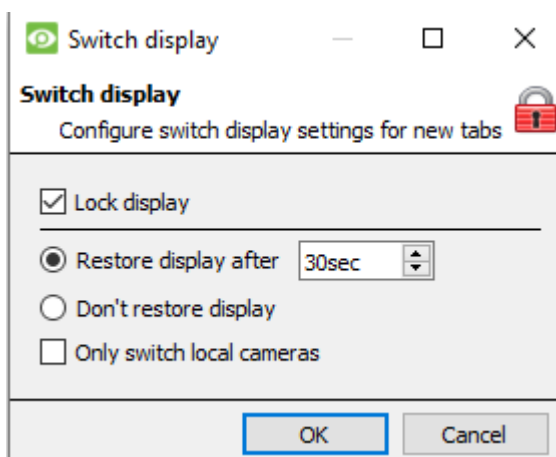 Switch display
Switch display
Configure switch display settings for new tabs
Lock display
Restore display after 30sec
Don't restore display
Only switch local cameras
OK Cancel